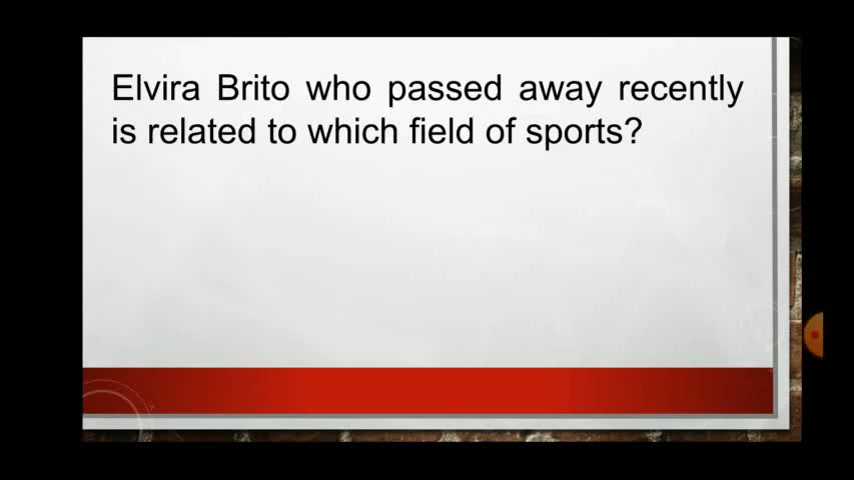 Elvira Brito who passed away recently
is related to which field of sports?